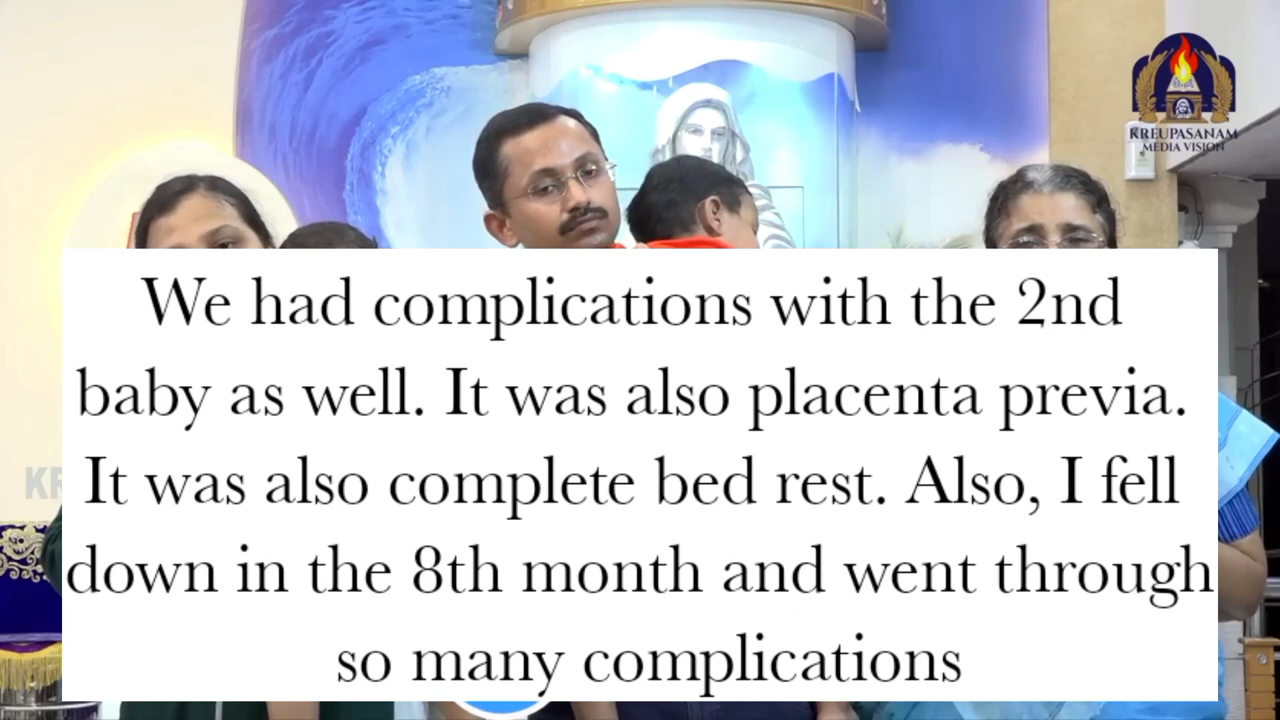 KREUPASANAM
MEDIA VISION
We had complications with the 2nd
baby as well. It was also placenta previa.
It was also complete bed rest. Also, I fell
down in the 8th month and went through
so many complications
KR